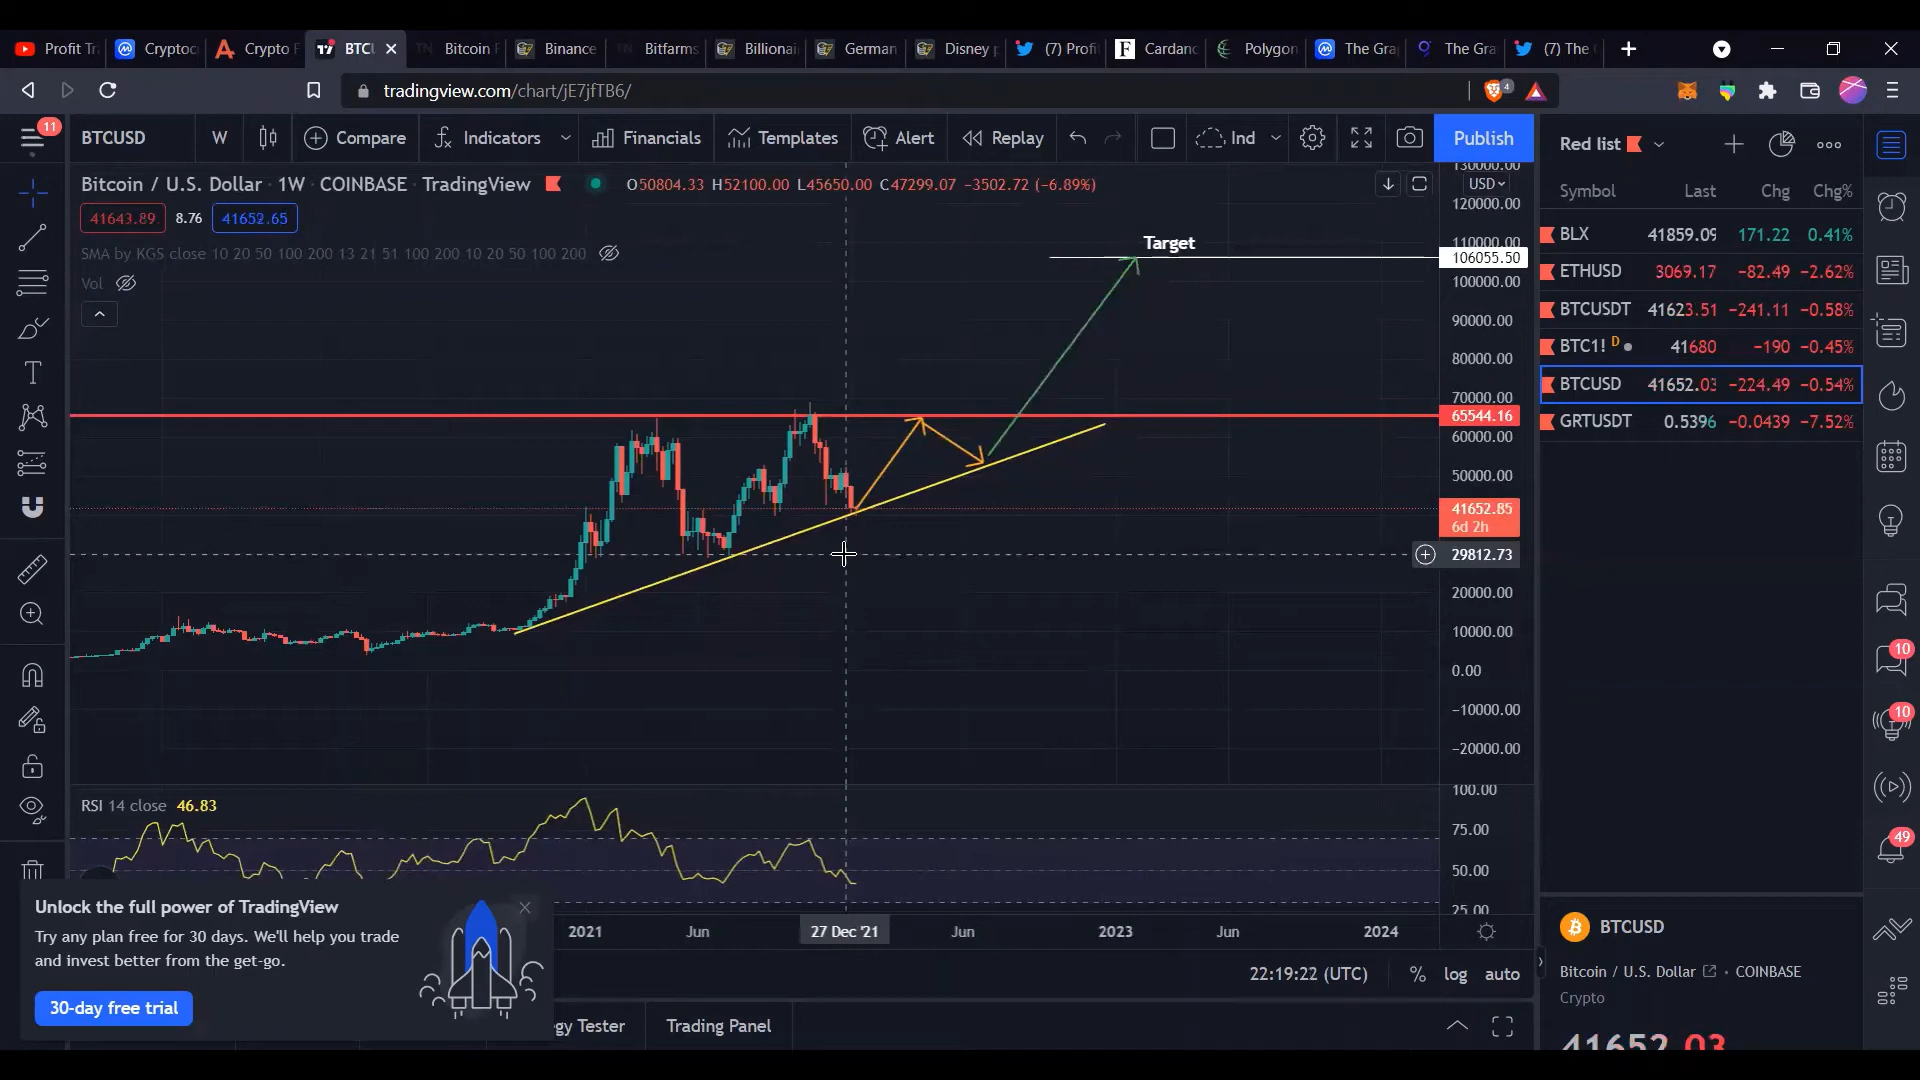 Profit Tr
Cryptoc
Crypto F
BTCU
Bitcoin F
Binance
Bitfarms
Billionai
German
Disney p
(7) Profi
Cardanc
Polygon
The Gra
The Gra
(7) The
tradingview.com/chart/jE7jfTB6/
4
11
BTCUSD
W
Compare
Indicators
Financials
Templates
Alert
Replay
Ind
Publish
Bitcoin / U.S. Dollar · 1W · COINBASE · TradingView
O50804.33 H52100.00 L45650.00 C47299.07 −3502.72 (−6.89%)
41643.89 8.76 41652.65
SMA by KGS close 10 20 50 100 200 13 21 51 100 200 10 20 50 100 200
Vol
Target
130000.00
USD
120000.00
110000.00
106055.50
100000.00
90000.00
80000.00
70000.00
65544.16
60000.00
50000.00
41652.85
6d 2h
29812.73
20000.00
10000.00
0.00
−10000.00
−20000.00
RSI 14 close 46.83
100.00
75.00
50.00
25.00
2021
Jun
27 Dec '21
Jun
2023
Jun
2024
22:19:22 (UTC)
%
log
auto
Unlock the full power of TradingView
Try any plan free for 30 days. We'll help you trade
and invest better from the get-go.
30-day free trial
gy Tester
Trading Panel
Red list
Symbol Last Chg Chg%
BLX 41859.09 171.22 0.41%
ETHUSD 3069.17 −82.49 −2.62%
BTCUSDT 41623.51 −241.11 −0.58%
BTC1! D 41680 −190 −0.45%
BTCUSD 41652.03 −224.49 −0.54%
GRTUSDT 0.5396 −0.0439 −7.52%
10
10
49
BTCUSD
Bitcoin / U.S. Dollar · COINBASE
Crypto
41652.03